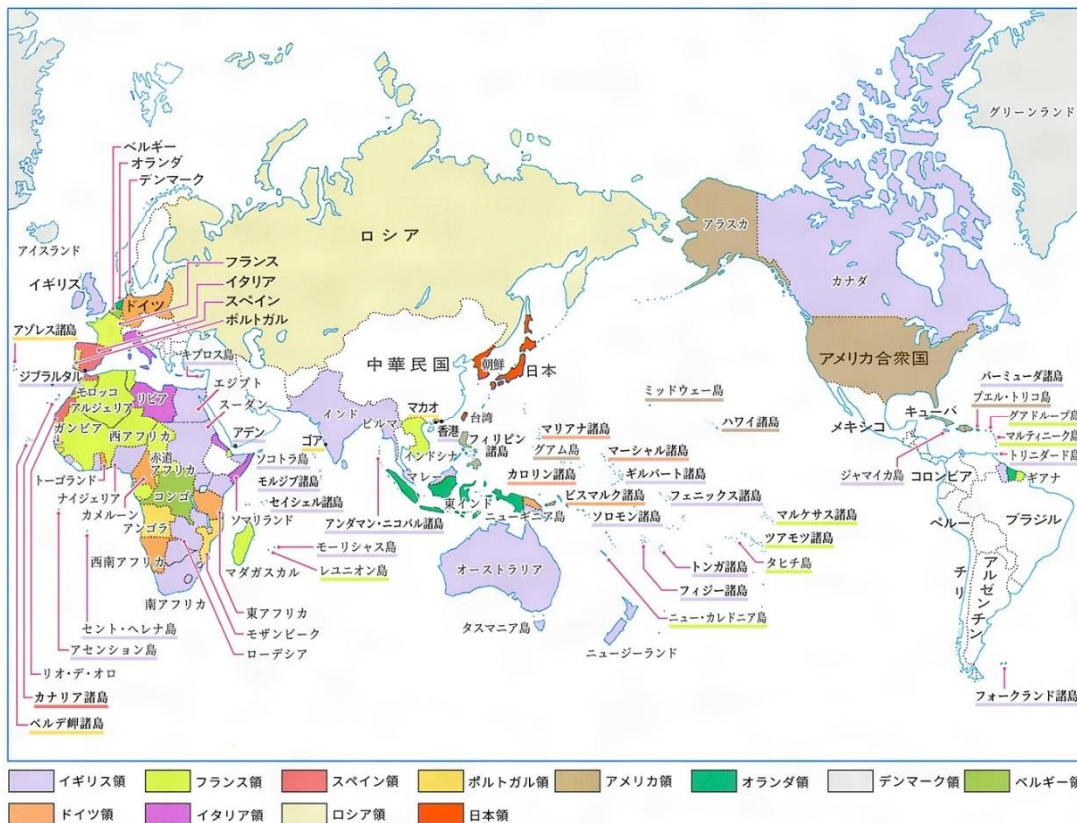 グリーンランド
ベルギー
オランダ
デンマーク
アラスカ
ロシア
アイスランド
カナダ
フランス
イタリア
スペイン
ポルトガル
イギリス
ドイツ
アゾレス諸島
アメリカ合衆国
中華民国
朝鮮
日本
キプロス島
ジブラルタル
バーミューダ諸島
エジプト
ミッドウェー島
プエル・トリコ島
モロッコ
リビア
アルジェリア
スーダン
インド
マカオ
台湾
キューバ
グアドループ島
ガンビア
西アフリカ
アデン
ゴア
ビルマ
香港
フィリピン
諸島
マリアナ諸島
ハワイ諸島
メキシコ
マルティニーク島
赤道
アフリカ
ソコトラ島
インドシナ
グアム島
マーシャル諸島
トリニダード島
トーゴランド
モルジブ諸島
マレー
カロリン諸島
ギルバート諸島
ジャマイカ島
コロンビア
ギアナ
ナイジェリア
コンゴ
セイシェル諸島
東インド
ビスマルク諸島
フェニックス諸島
カメルーン
ソマリランド
アンダマン・ニコバル諸島
ニューギニア島
ソロモン諸島
マルケサス諸島
ペルー
ブラジル
アンゴラ
モーリシャス島
ツアモツ諸島
西南アフリカ
マダガスカル
レユニオン島
オーストラリア
トンガ諸島
タヒチ島
チリ
アルゼンチン
南アフリカ
フィジー諸島
東アフリカ
タスマニア島
ニュー・カレドニア島
セント・ヘレナ島
モザンビーク
アセンション島
ローデシア
ニュージーランド
リオ・デ・オロ
カナリア諸島
フォークランド諸島
ベルデ岬諸島
イギリス領
フランス領
スペイン領
ポルトガル領
アメリカ領
オランダ領
デンマーク領
ベルギー領
ドイツ領
イタリア領
ロシア領
日本領